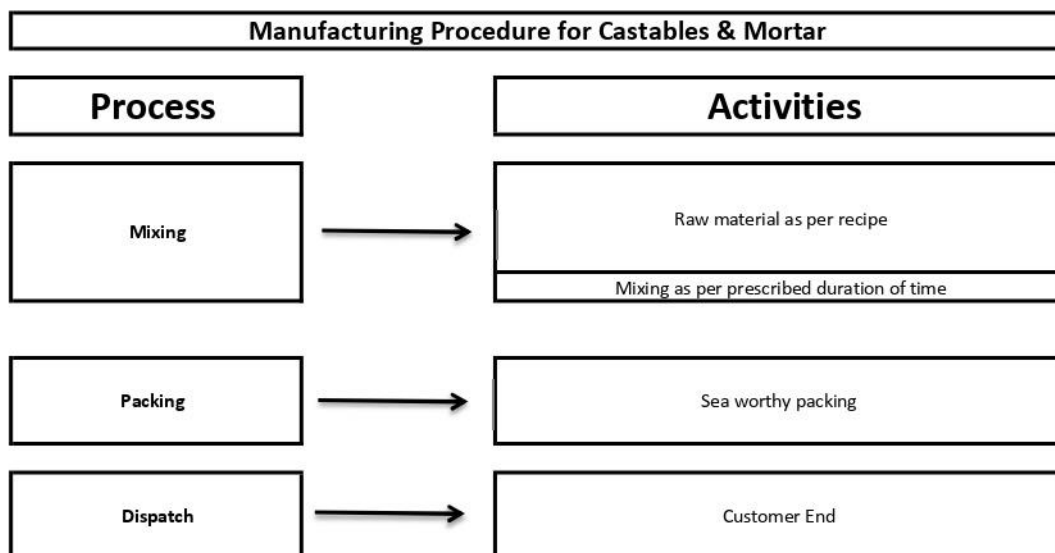 Manufacturing Procedure for Castables & Mortar
Process
Activities
Mixing
Raw material as per recipe
Mixing as per prescribed duration of time
Packing
Sea worthy packing
Dispatch
Customer End